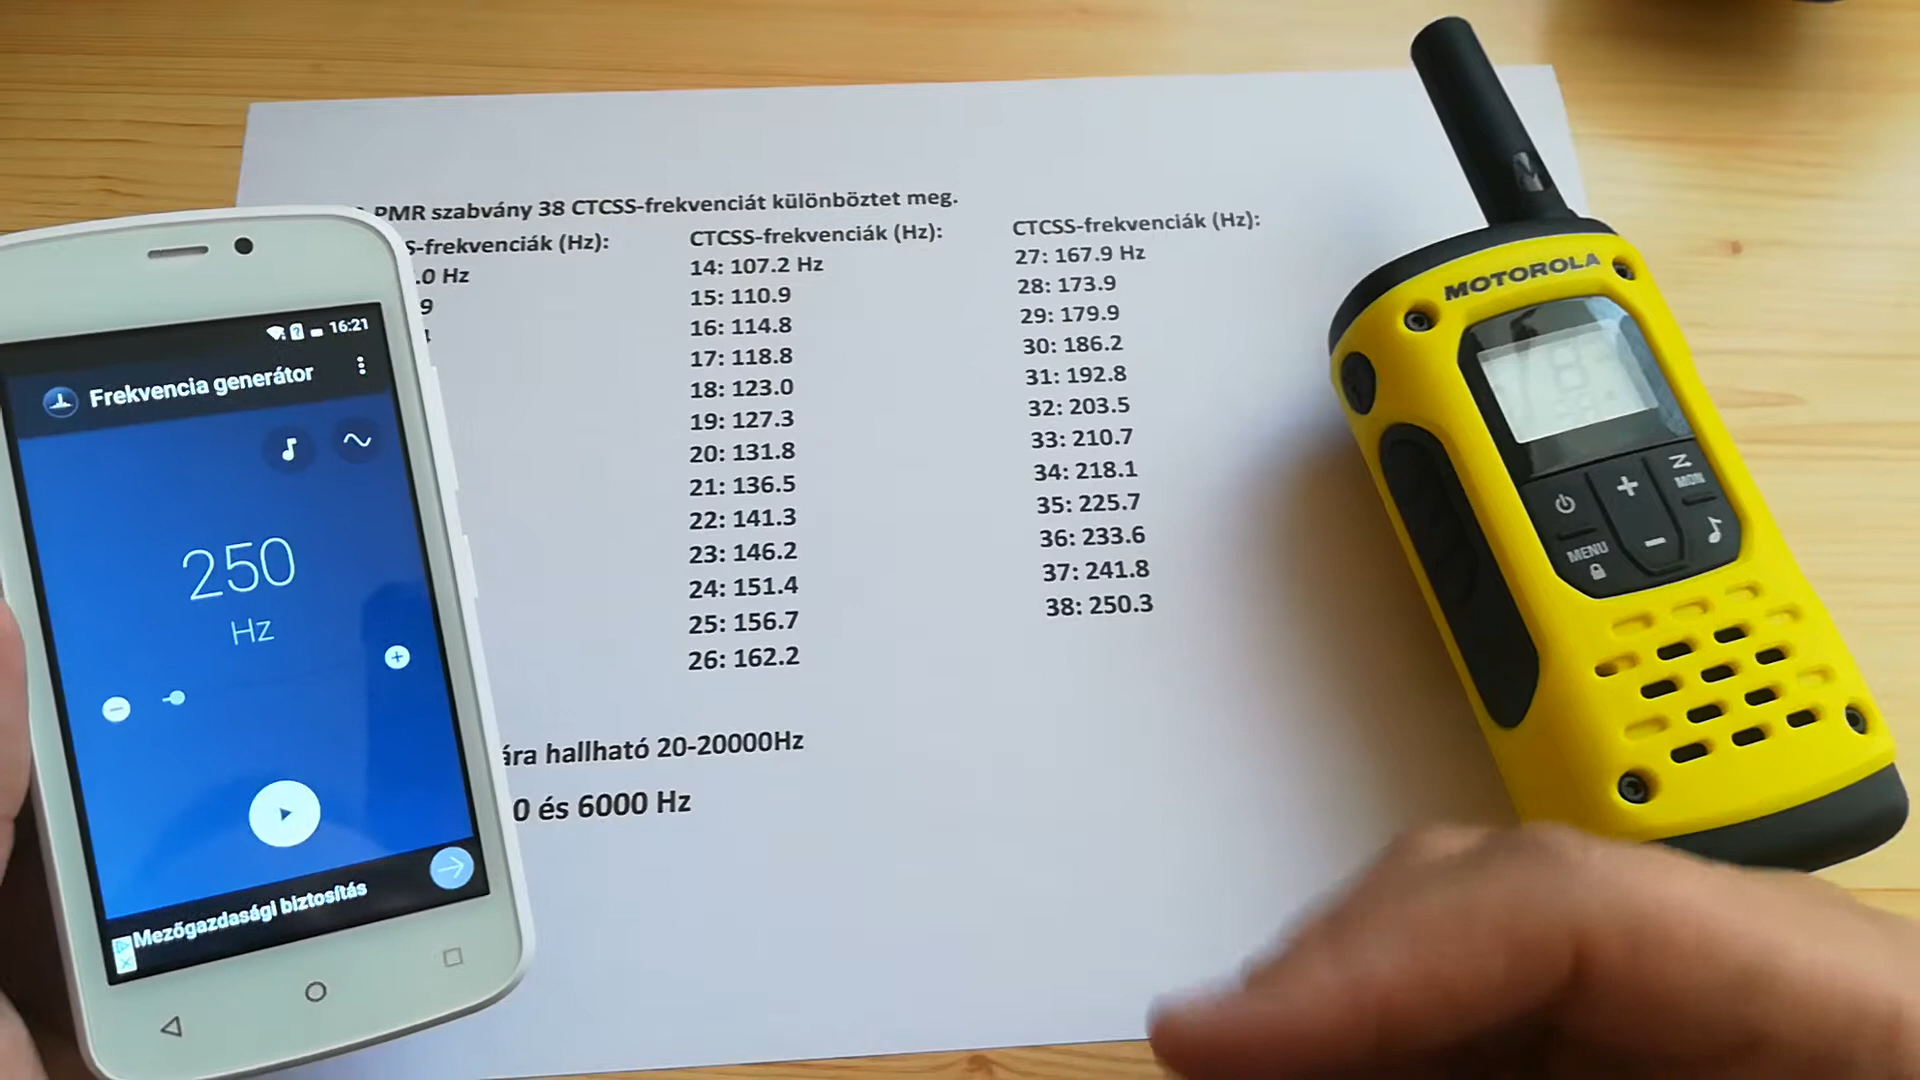 PMR szabvány 38 CTCSS-frekvenciát különböztet meg.
S-frekvenciák (Hz):
.0 Hz
9
CTCSS-frekvenciák (Hz):
14: 107.2 Hz
15: 110.9
16: 114.8
17: 118.8
18: 123.0
19: 127.3
20: 131.8
21: 136.5
22: 141.3
23: 146.2
24: 151.4
25: 156.7
26: 162.2
CTCSS-frekvenciák (Hz):
27: 167.9 Hz
28: 173.9
29: 179.9
30: 186.2
31: 192.8
32: 203.5
33: 210.7
34: 218.1
35: 225.7
36: 233.6
37: 241.8
38: 250.3
ára hallható 20-20000Hz
0 és 6000 Hz
16:21
Frekvencia generátor
250
Hz
Mezőgazdasági biztosítás
MOTOROLA
MON
MENU